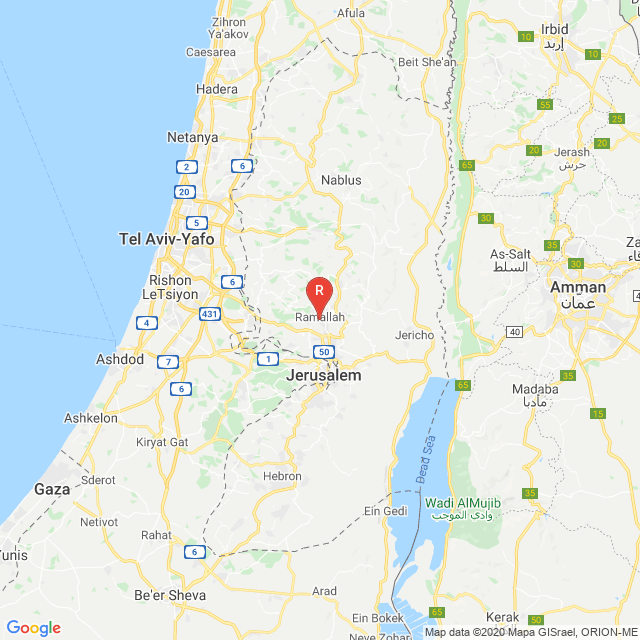 Afula
Zihron
Ya'akov
Irbid
إربد
10
10
Caesarea
Beit She'an
Hadera
55
25
Netanya
20
20
Jerash
جرش
2
6
65
Nablus
20
5
30
Tel Aviv-Yafo
35
As-Salt
السلط
30
Rishon
LeTsiyon
6
R
Amman
عمان
431
Ramallah
4
40
40
Jericho
50
Ashdod
7
1
Jerusalem
35
6
65
Madaba
مادبا
Ashkelon
15
Kiryat Gat
Dead Sea
Hebron
Sderot
Gaza
35
Wadi AlMujib
وادي الموجب
Netivot
Ein Gedi
Rahat
Yunis
6
Be'er Sheva
Arad
65
Ein Bokek
Kerak
الكرك
50
Google
Map data ©2020 Mapa GISrael, ORION-ME
Neve Zohar